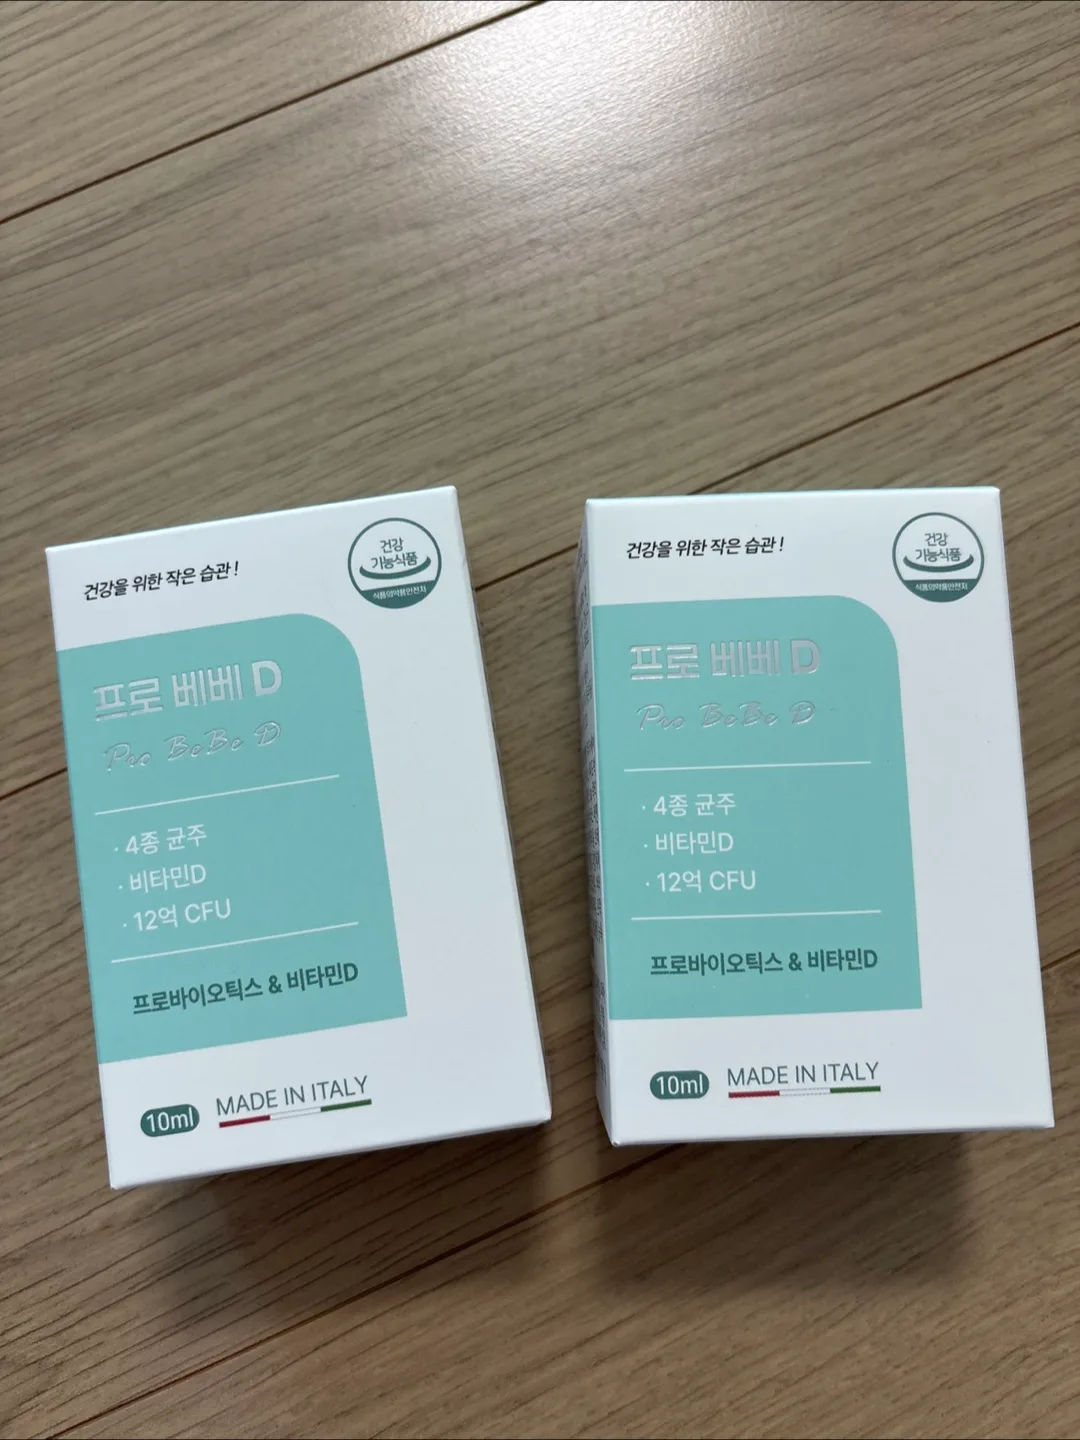 건강을 위한 작은 습관 !
건강
기능식품
식품의약품안전처
프로 베베 D
Pro BeBe D
· 4종 균주
· 비타민D
· 12억 CFU
프로바이오틱스 & 비타민D
10ml
MADE IN ITALY
건강을 위한 작은 습관 !
건강
기능식품
식품의약품안전처
프로 베베 D
Pro BeBe D
· 4종 균주
· 비타민D
· 12억 CFU
프로바이오틱스 & 비타민D
10ml
MADE IN ITALY